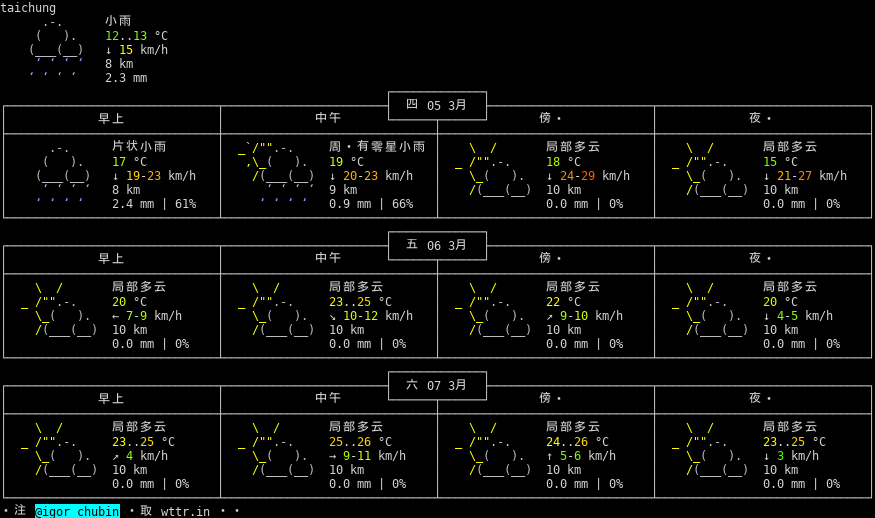 taichung
小雨
12..13 °C
↓ 15 km/h
8 km
2.3 mm
四 05 3月
早上 中午 傍・ 夜・
片状小雨 周・有零星小雨 局部多云 局部多云
17 °C 19 °C 18 °C 15 °C
↓ 19-23 km/h ↓ 20-23 km/h ↓ 24-29 km/h ↓ 21-27 km/h
8 km 9 km 10 km 10 km
2.4 mm | 61% 0.9 mm | 66% 0.0 mm | 0% 0.0 mm | 0%
五 06 3月
早上 中午 傍・ 夜・
局部多云 局部多云 局部多云 局部多云
20 °C 23..25 °C 22 °C 20 °C
← 7-9 km/h ↘ 10-12 km/h ↗ 9-10 km/h ↓ 4-5 km/h
10 km 10 km 10 km 10 km
0.0 mm | 0% 0.0 mm | 0% 0.0 mm | 0% 0.0 mm | 0%
六 07 3月
早上 中午 傍・ 夜・
局部多云 局部多云 局部多云 局部多云
23..25 °C 25..26 °C 24..26 °C 23..25 °C
↗ 4 km/h → 9-11 km/h ↑ 5-6 km/h ↓ 3 km/h
10 km 10 km 10 km 10 km
0.0 mm | 0% 0.0 mm | 0% 0.0 mm | 0% 0.0 mm | 0%
・注 @igor_chubin ・取 wttr.in ・・